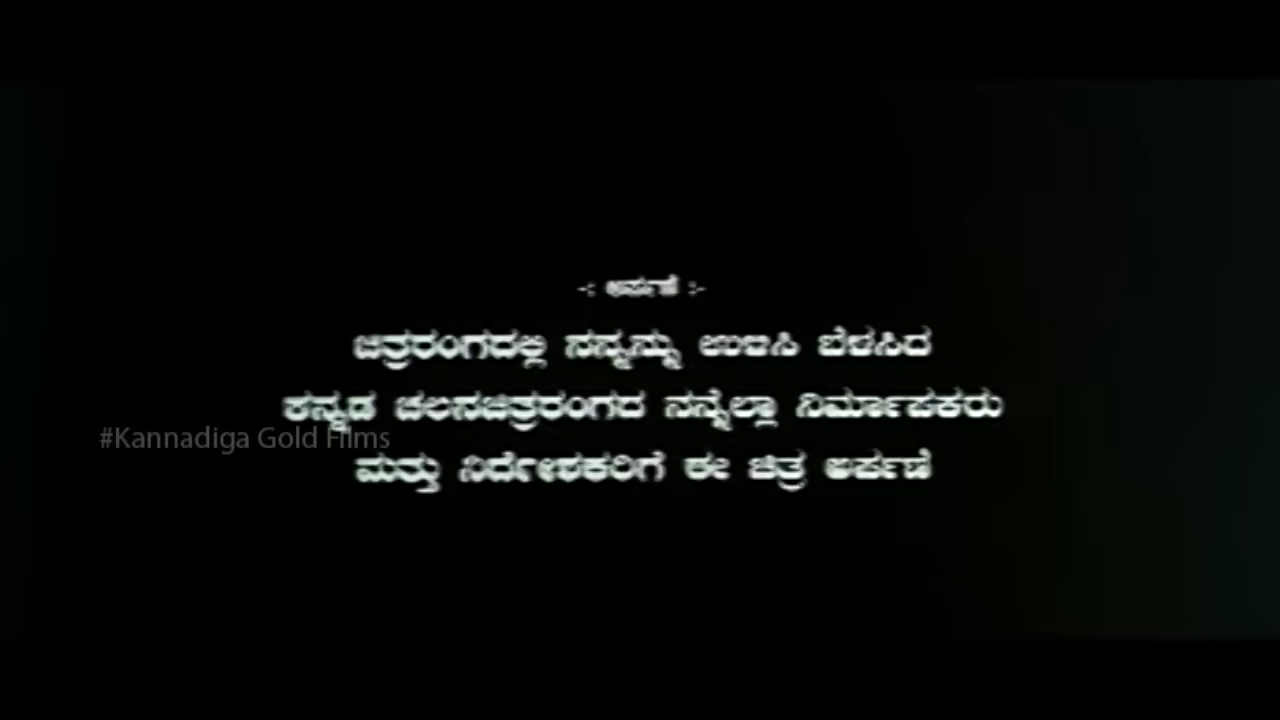 -: ಅರ್ಪಣೆ :-
ಚಿತ್ರರಂಗದಲ್ಲಿ ನನ್ನನ್ನು ಉಳಿಸಿ ಬೆಳೆಸಿದ
ಕನ್ನಡ ಚಲನಚಿತ್ರರಂಗದ ನನ್ನೆಲ್ಲಾ ನಿರ್ಮಾಪಕರು
#Kannadiga Gold Films
ಮತ್ತು ನಿರ್ದೇಶಕರಿಗೆ ಈ ಚಿತ್ರ ಅರ್ಪಣೆ